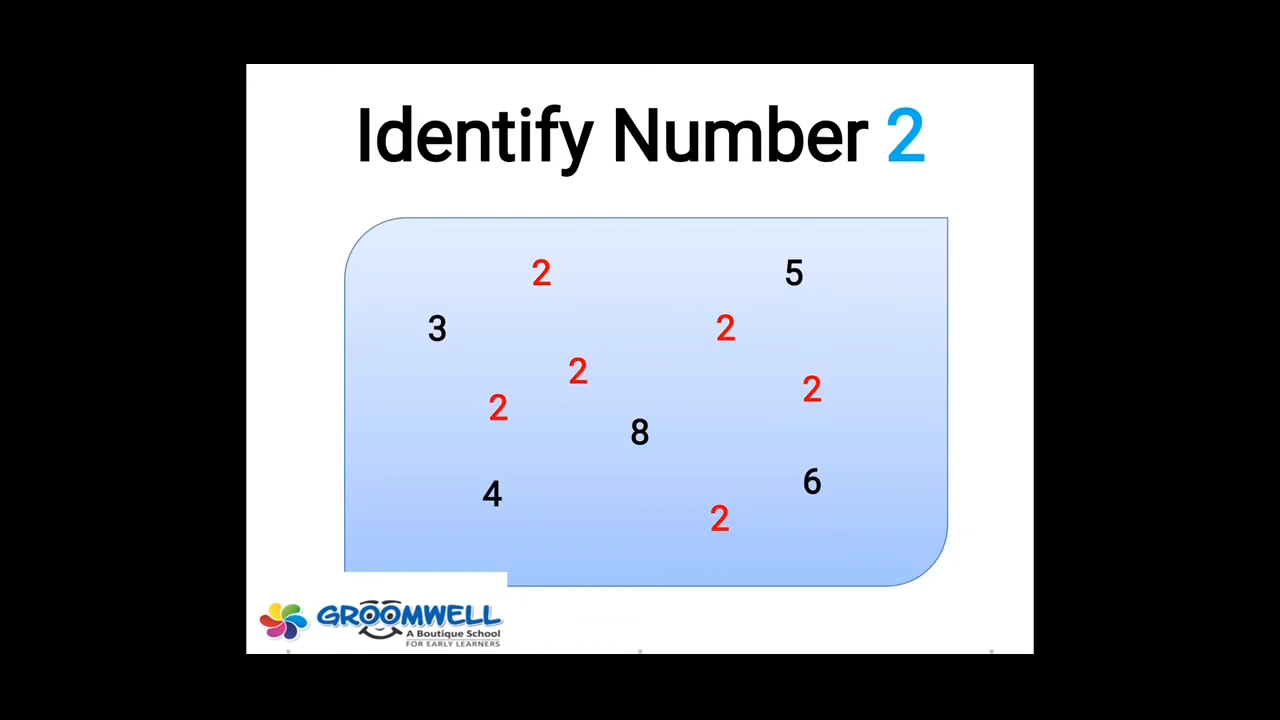 Identify Number 2
2 5
3 2
2
2 2
8
4 6
2
GROOMWELL
A Boutique School
FOR EARLY LEARNERS